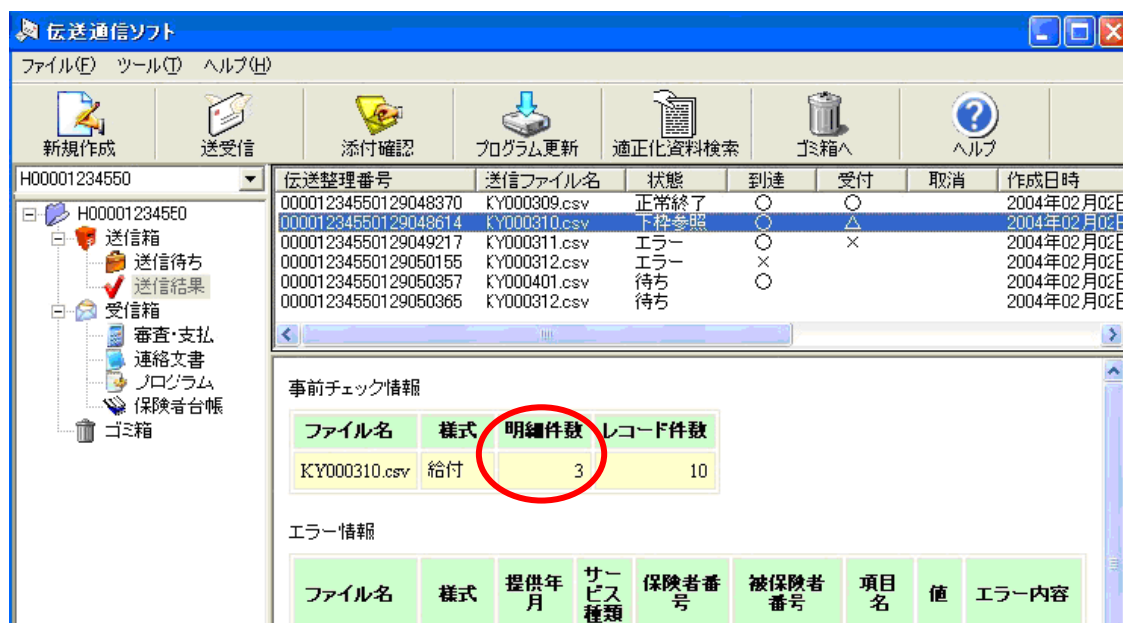 伝送通信ソフト
ファイル(F) ツール(T) ヘルプ(H)
新規作成 送受信 添付確認 プログラム更新 適正化資料検索 ゴミ箱へ ヘルプ
H00001234550
H00001234550
送信箱
送信待ち
送信結果
受信箱
審査・支払
連絡文書
プログラム
保険者台帳
ゴミ箱
伝送整理番号 送信ファイル名 状態 到達 受付 取消 作成日時
00001234550129048370 KY000309.csv 正常終了 ○ ○ 2004年02月02日
00001234550129048614 KY000310.csv 下枠参照 ○ △ 2004年02月02日
00001234550129049217 KY000311.csv エラー ○ × 2004年02月02日
00001234550129050155 KY000312.csv エラー × 2004年02月02日
00001234550129050357 KY000401.csv 待ち ○ 2004年02月02日
00001234550129050365 KY000312.csv 待ち 2004年02月02日
事前チェック情報
ファイル名 様式 明細件数 レコード件数
KY000310.csv 給付 3 10
エラー情報
ファイル名 様式 提供年月 サービス種類 保険者番号 被保険者番号 項目名 値 エラー内容